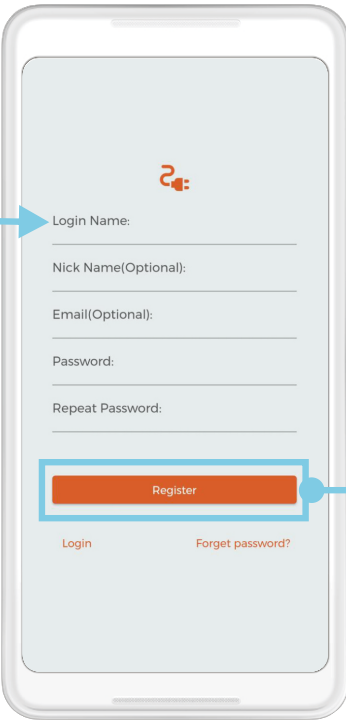 Login Name:
Nick Name(Optional):
Email(Optional):
Password:
Repeat Password:
Register
Login Forget password?